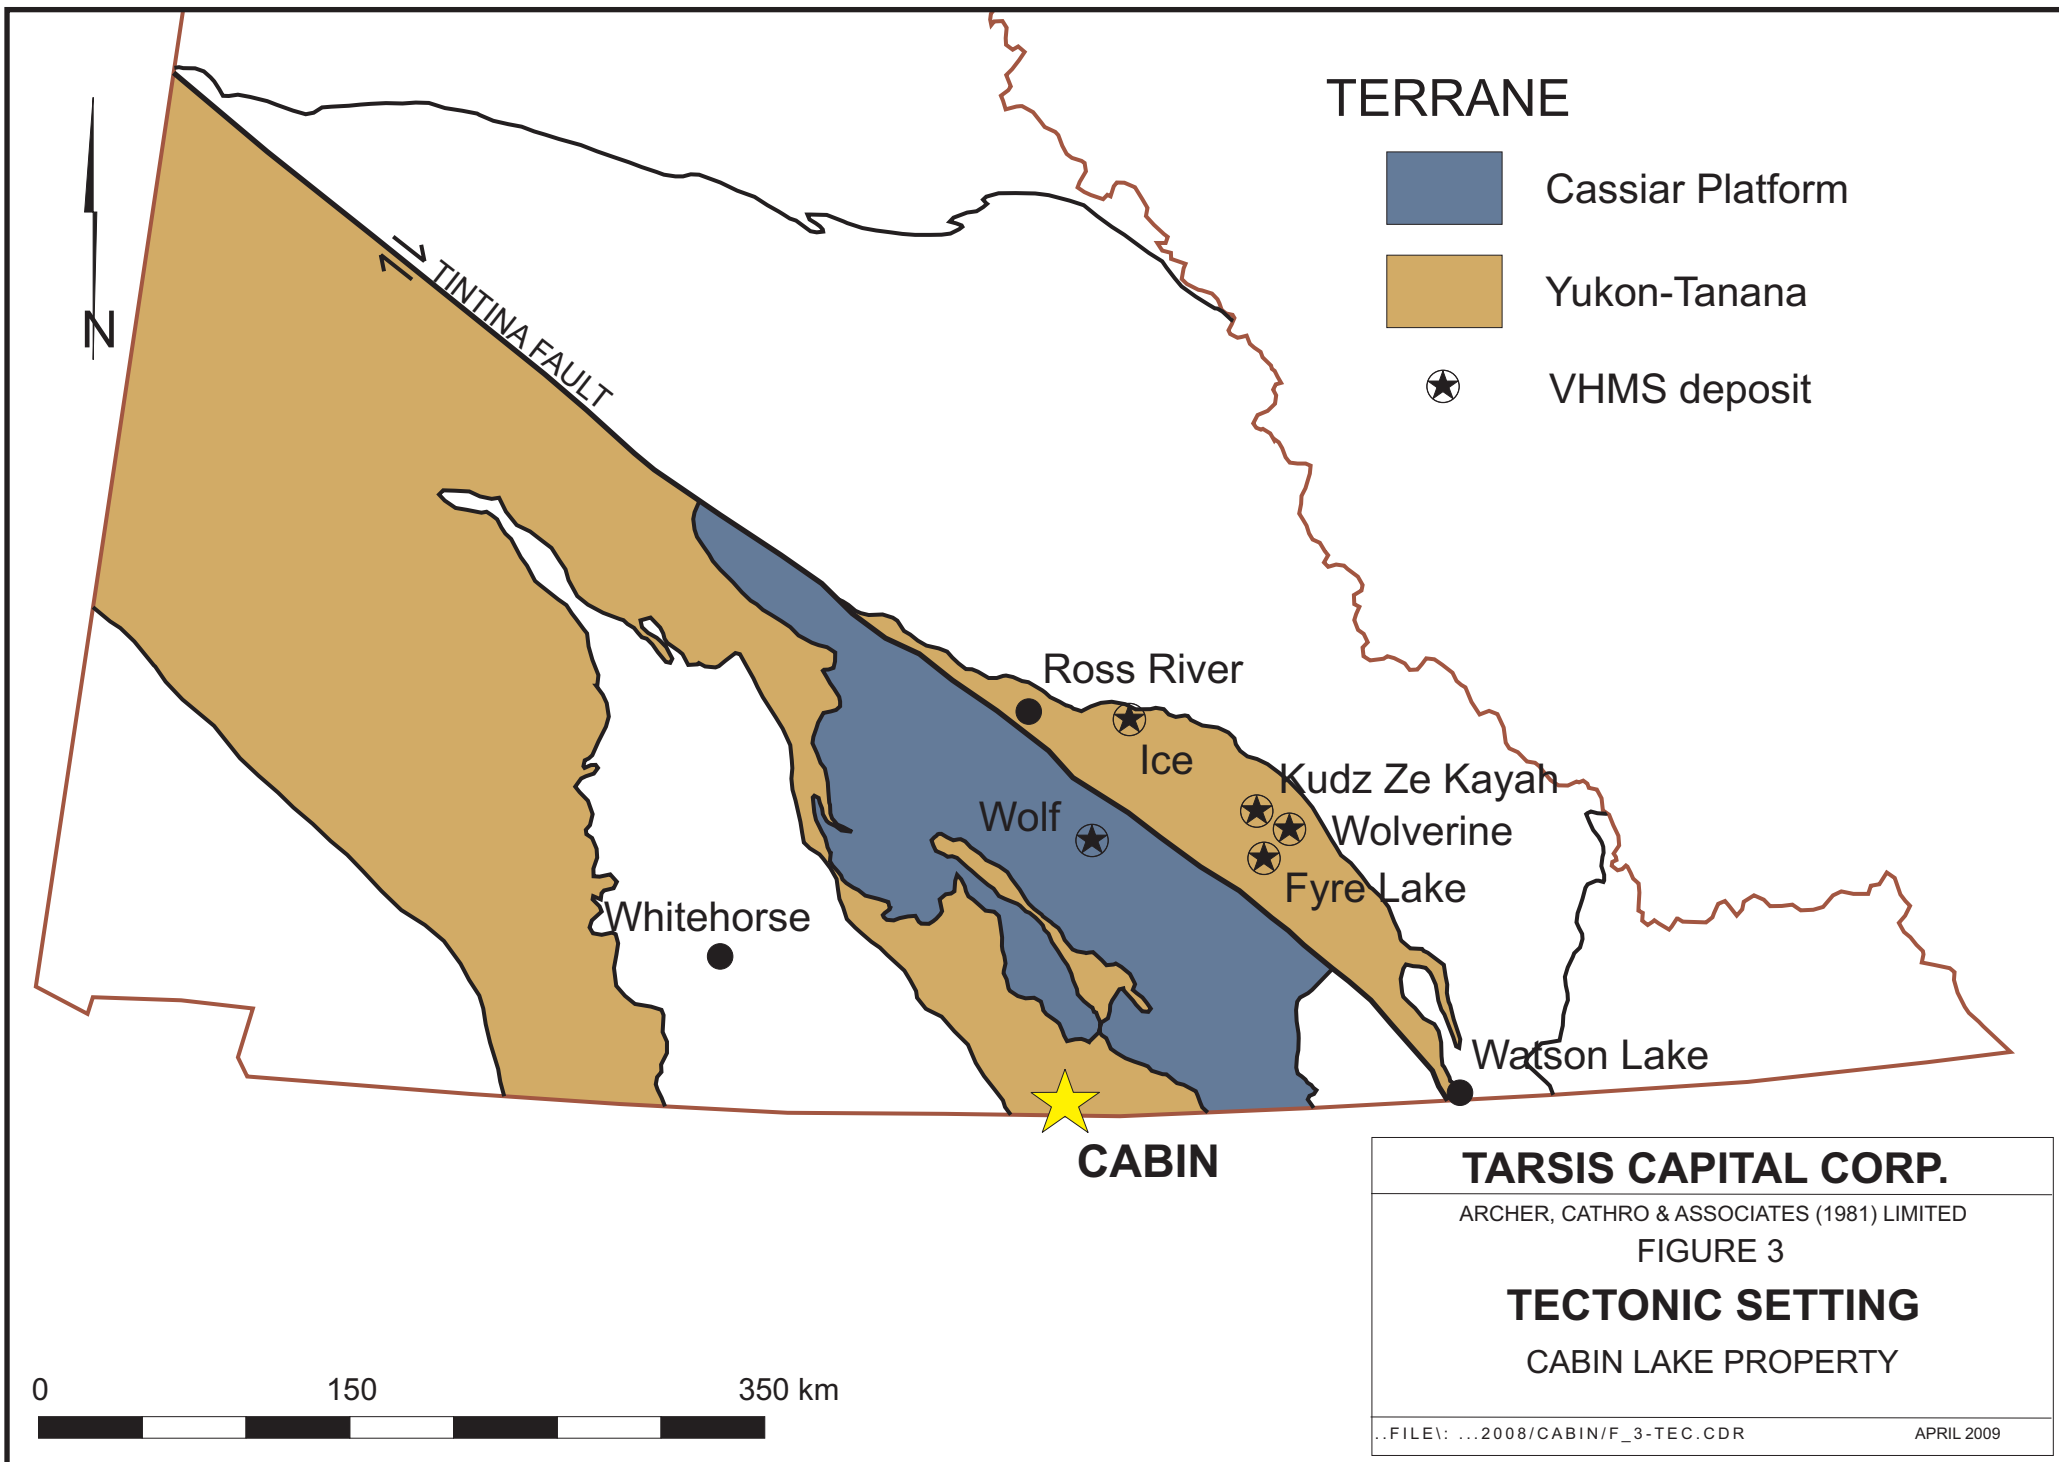 TERRANE
Cassiar Platform
Yukon-Tanana
VHMS deposit
N
TINTINA FAULT
Ross River
Ice
Kudz Ze Kayah
Wolf
Wolverine
Fyre Lake
Whitehorse
Watson Lake
CABIN
TARSIS CAPITAL CORP.
ARCHER, CATHRO & ASSOCIATES (1981) LIMITED
FIGURE 3
TECTONIC SETTING
CABIN LAKE PROPERTY
..FILE\: ...2008/CABIN/F_3-TEC.CDR APRIL 2009
0 150 350 km